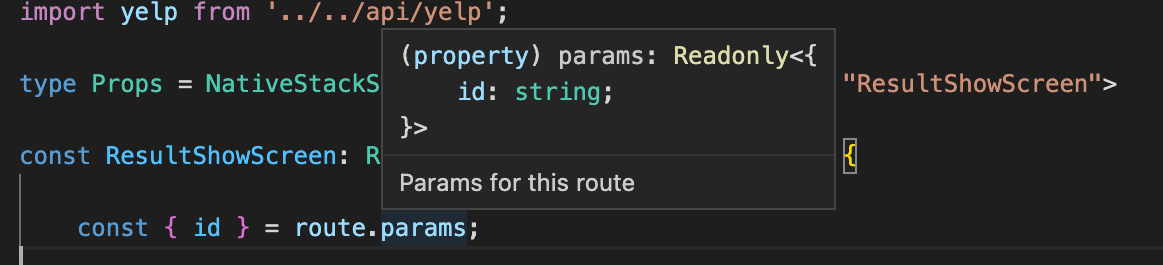 import yelp from '../../api/yelp';
(property) params: Readonly<{
type Props = NativeStackS "ResultShowScreen">
id: string;
}>
const ResultShowScreen: R {
Params for this route
const { id } = route.params;